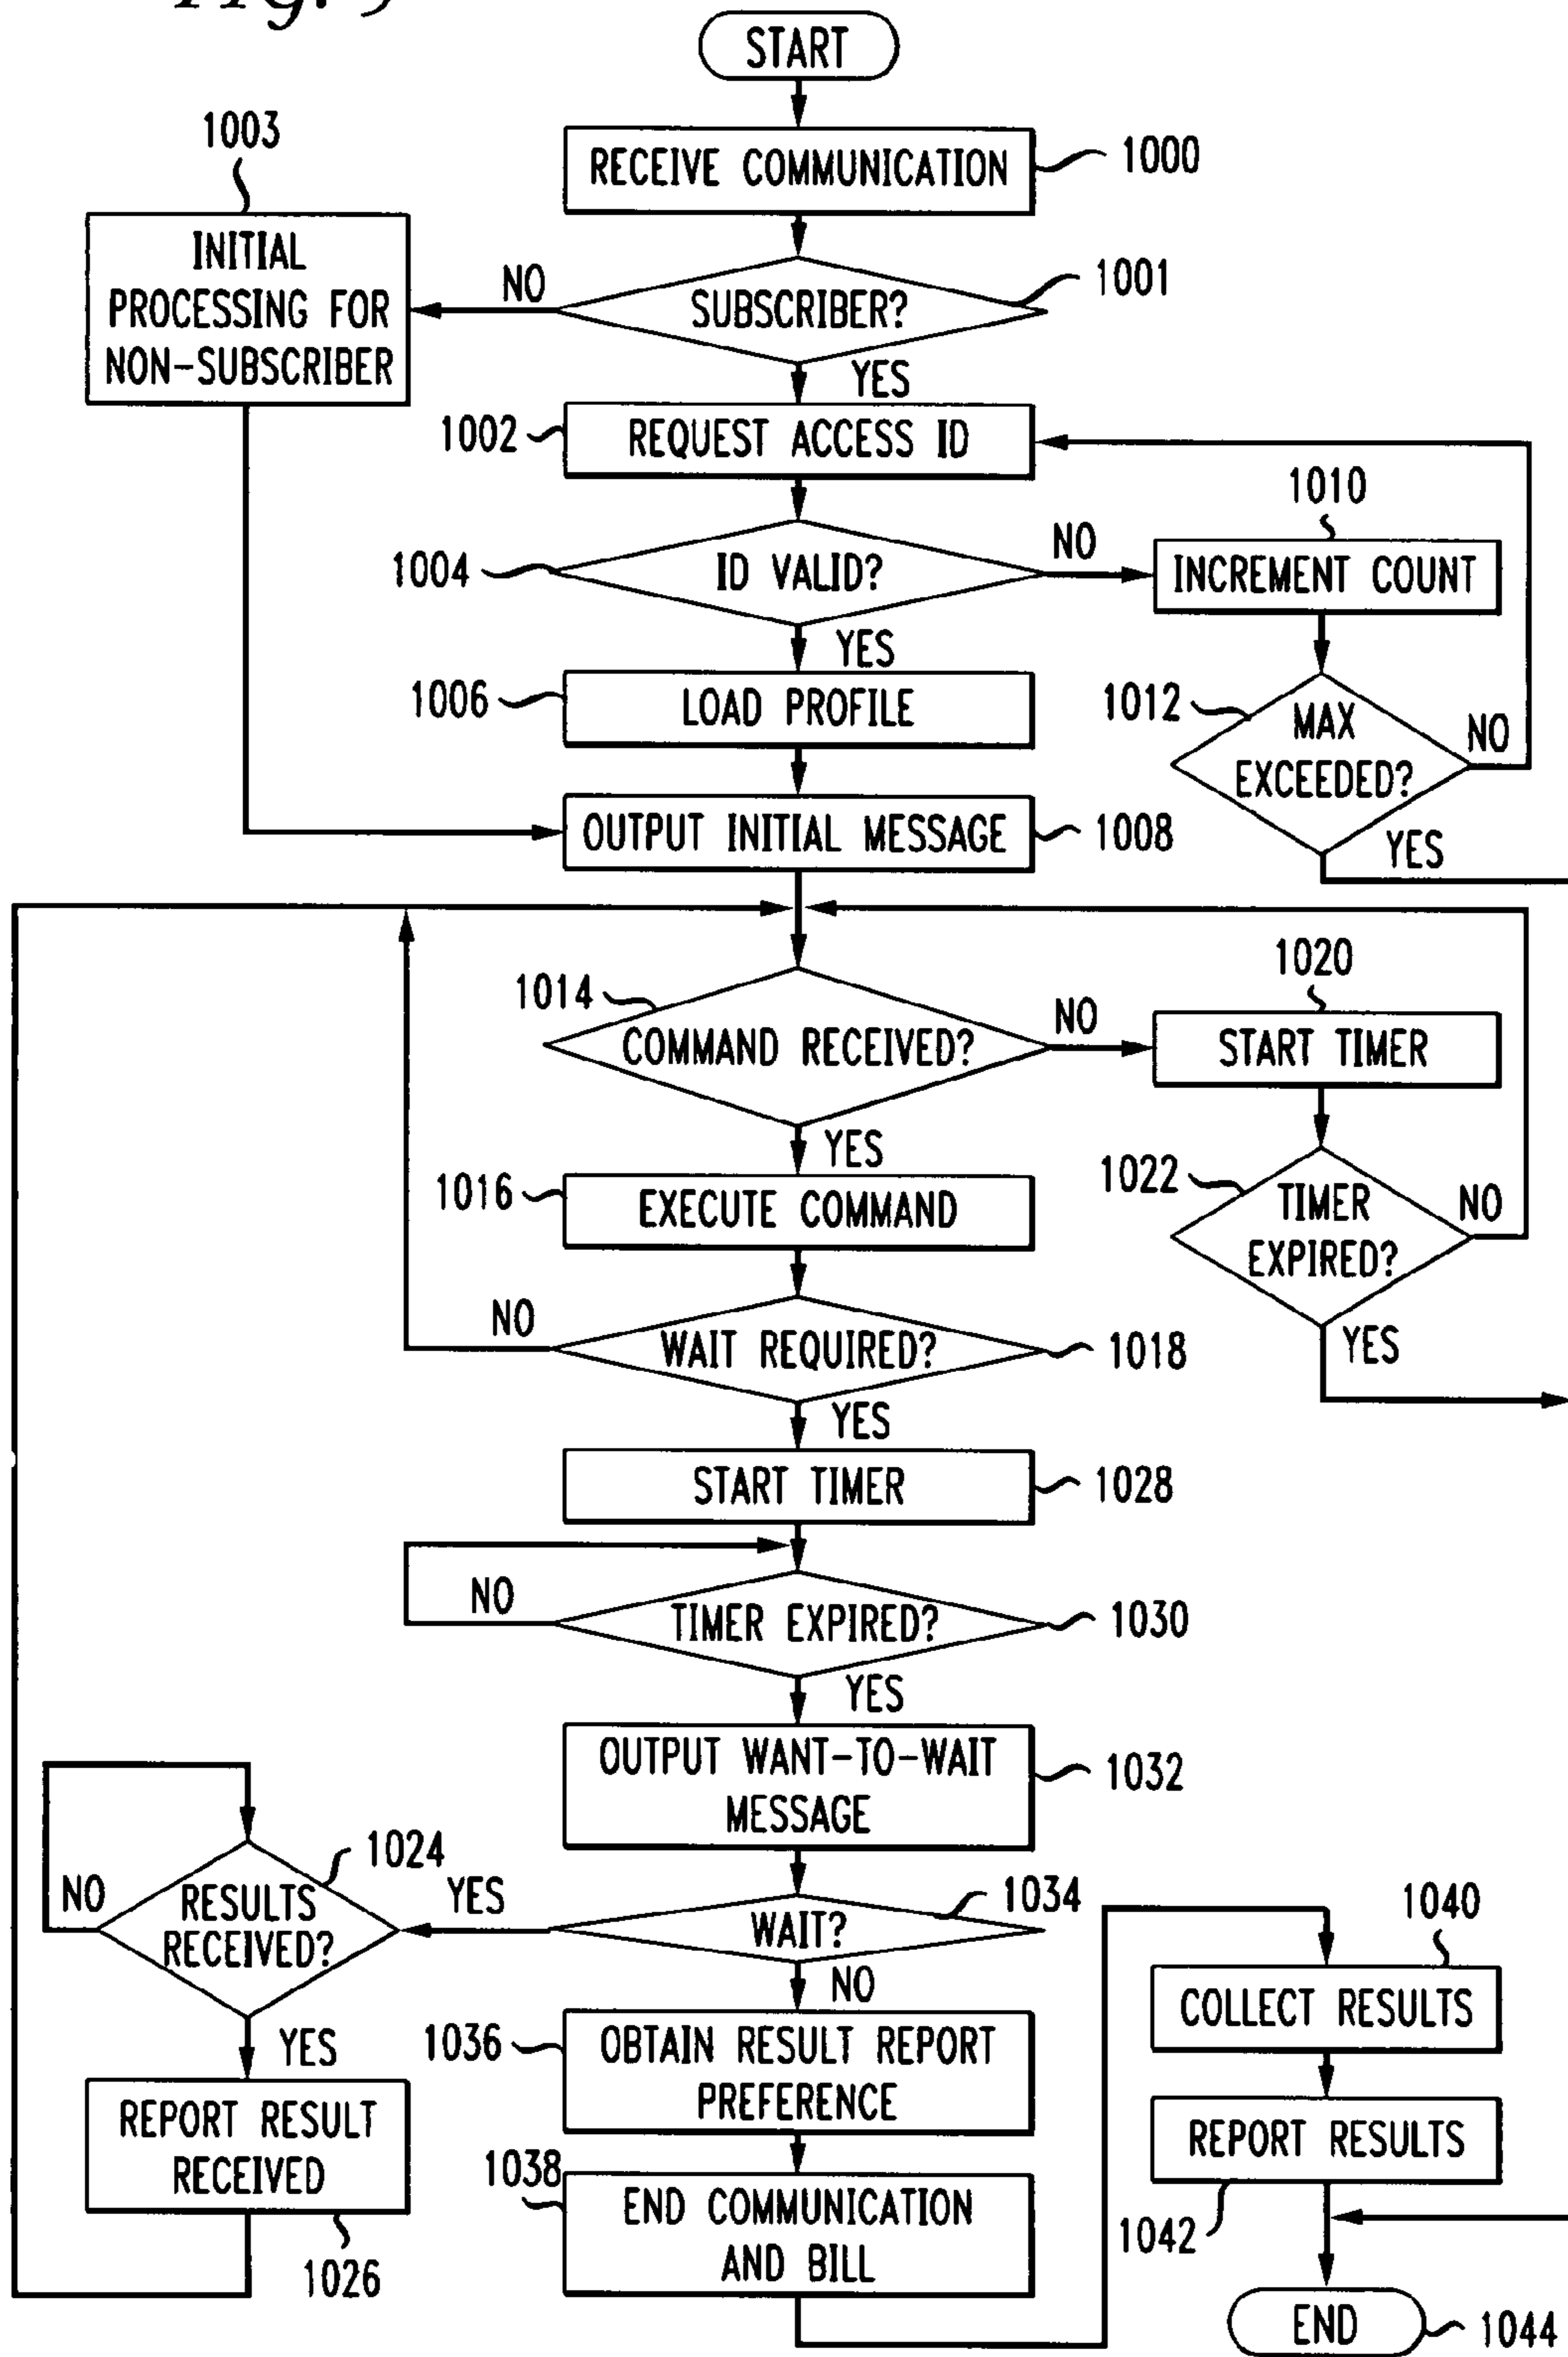 START
RECEIVE COMMUNICATION
1000
1003
INITIAL
PROCESSING FOR
NON-SUBSCRIBER
NO
SUBSCRIBER?
1001
YES
1002
REQUEST ACCESS ID
1004
ID VALID?
NO
1010
INCREMENT COUNT
YES
1006
LOAD PROFILE
1012
MAX
EXCEEDED?
NO
YES
OUTPUT INITIAL MESSAGE
1008
1014
COMMAND RECEIVED?
NO
1020
START TIMER
YES
1016
EXECUTE COMMAND
1022
TIMER
EXPIRED?
NO
YES
NO
WAIT REQUIRED?
1018
YES
START TIMER
1028
NO
TIMER EXPIRED?
1030
YES
OUTPUT WANT-TO-WAIT
MESSAGE
1032
1024
NO
RESULTS
RECEIVED?
YES
WAIT?
1034
YES
NO
1036
OBTAIN RESULT REPORT
PREFERENCE
REPORT RESULT
RECEIVED
1026
1038
END COMMUNICATION
AND BILL
1040
COLLECT RESULTS
REPORT RESULTS
1042
END
1044